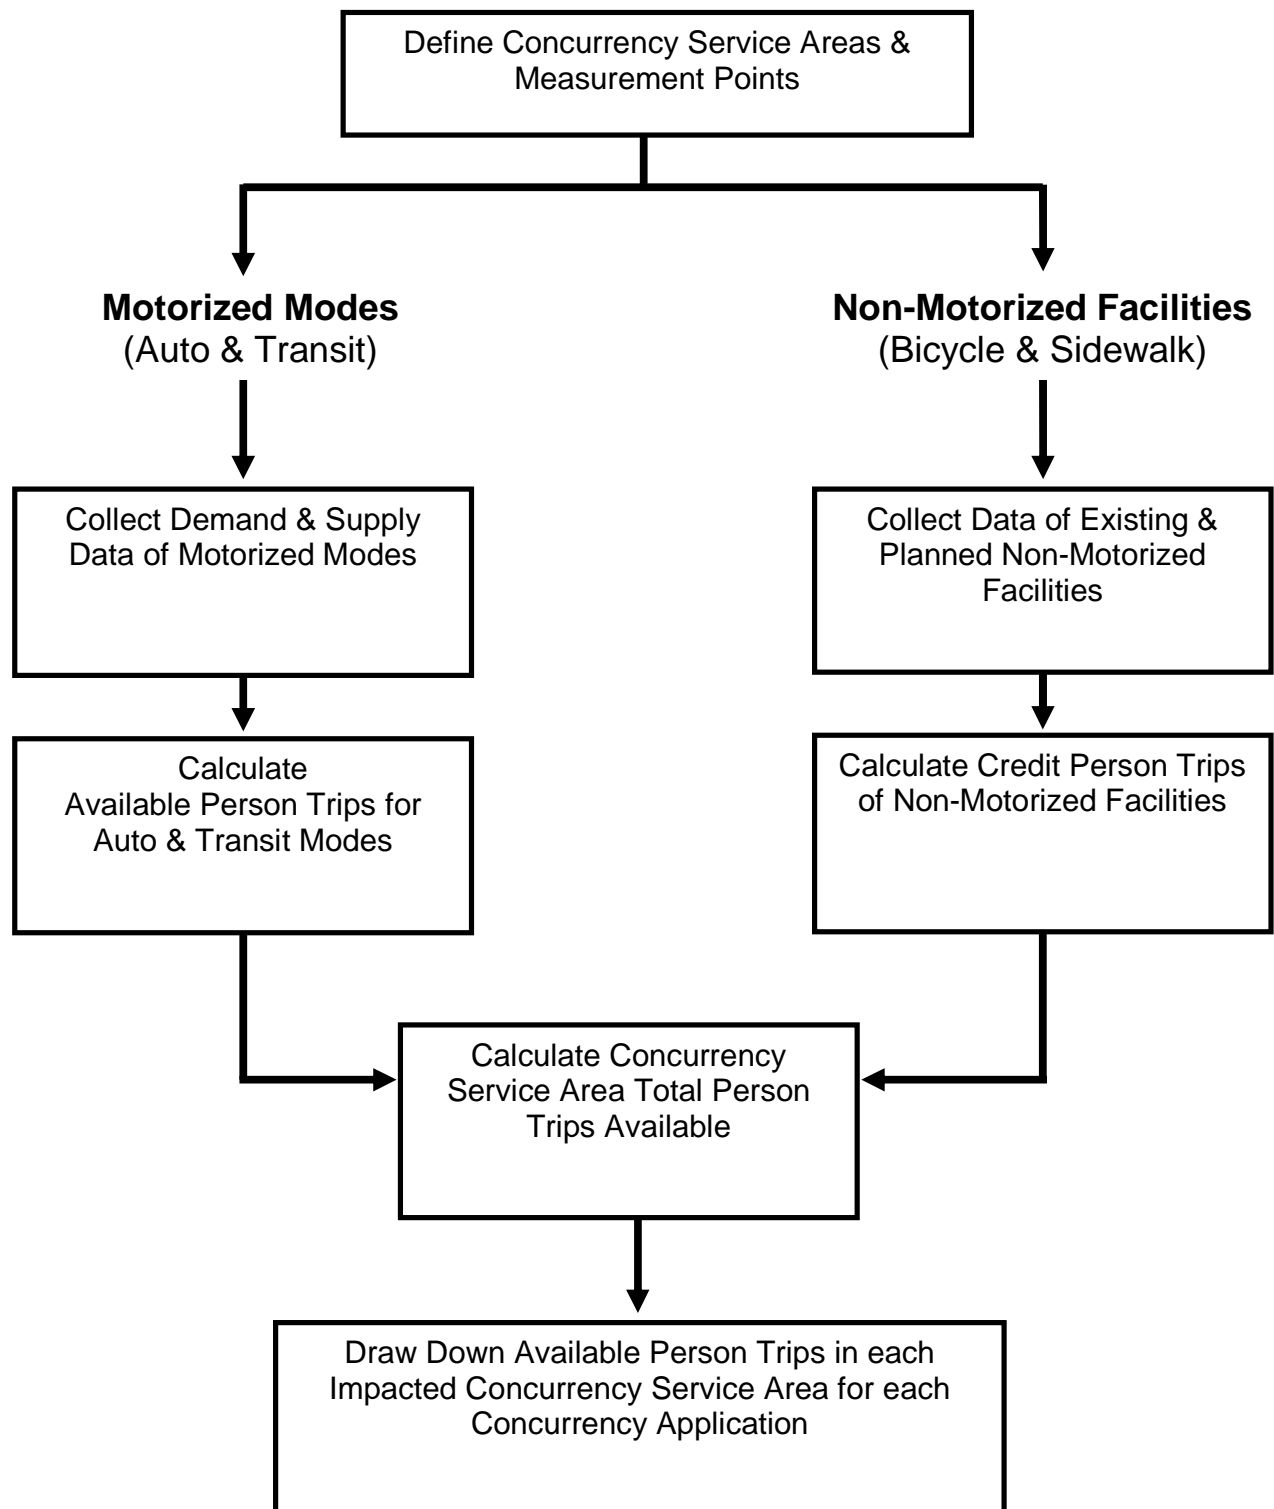 Define Concurrency Service Areas &
Measurement Points
Motorized Modes
(Auto & Transit)
Non-Motorized Facilities
(Bicycle & Sidewalk)
Collect Demand & Supply
Data of Motorized Modes
Collect Data of Existing &
Planned Non-Motorized
Facilities
Calculate
Available Person Trips for
Auto & Transit Modes
Calculate Credit Person Trips
of Non-Motorized Facilities
Calculate Concurrency
Service Area Total Person
Trips Available
Draw Down Available Person Trips in each
Impacted Concurrency Service Area for each
Concurrency Application